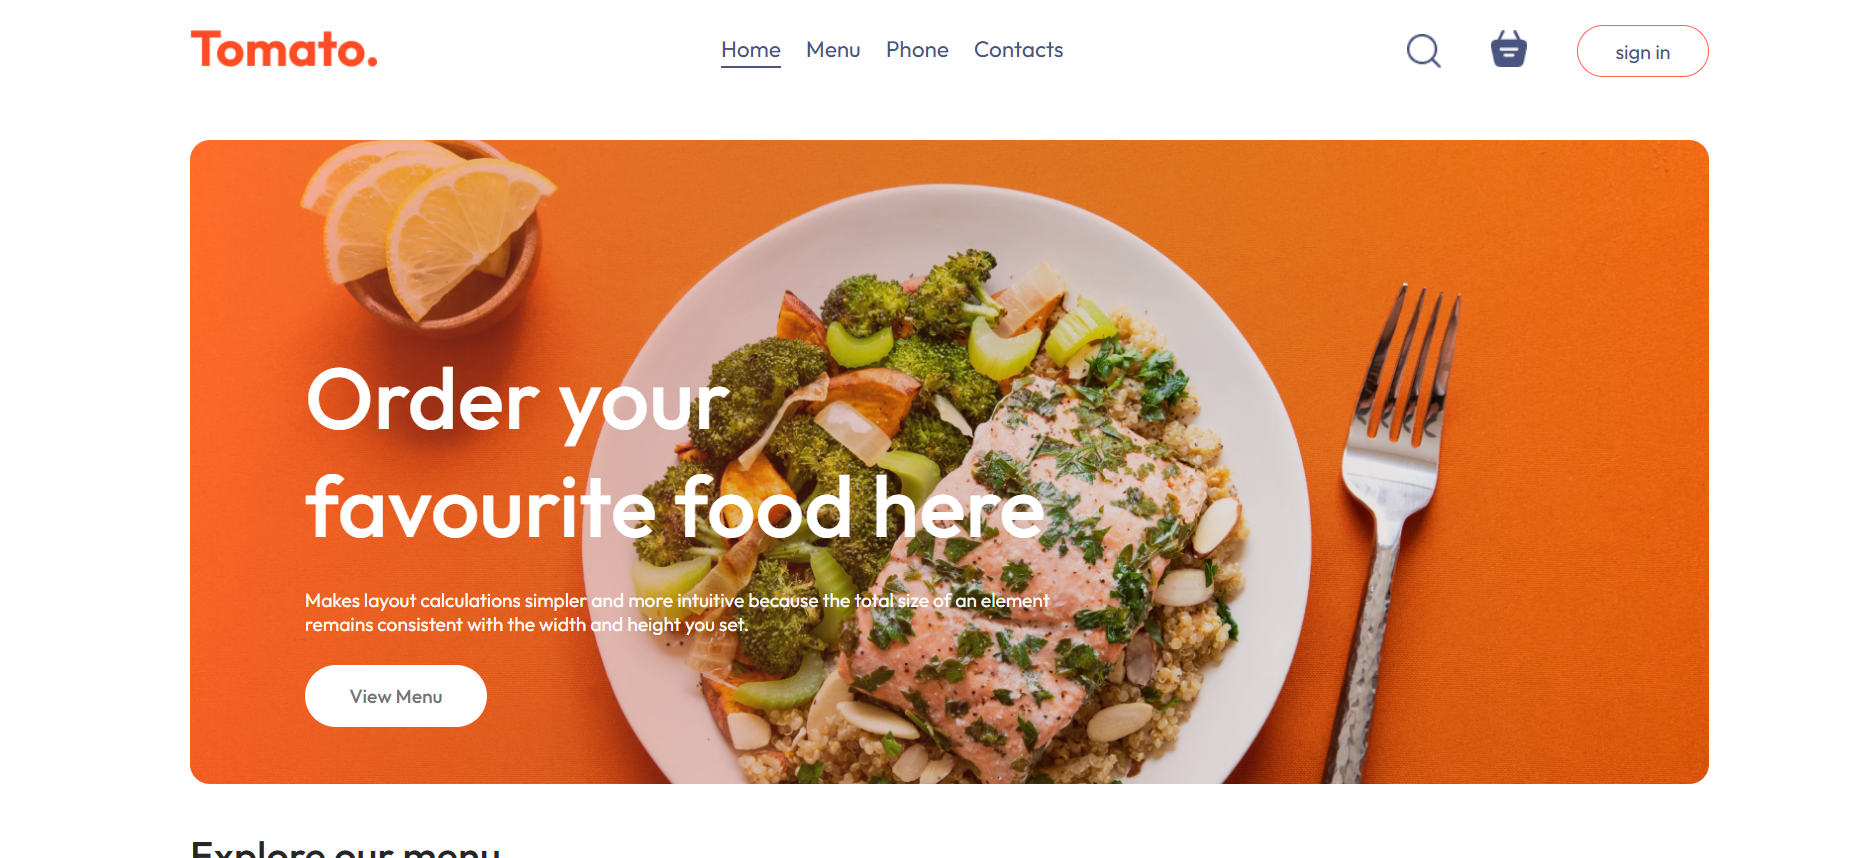 Tomato.
Home Menu Phone Contacts
sign in
Order your
favourite food here
Makes layout calculations simpler and more intuitive because the total size of an element
remains consistent with the width and height you set.
View Menu
Explore our menu